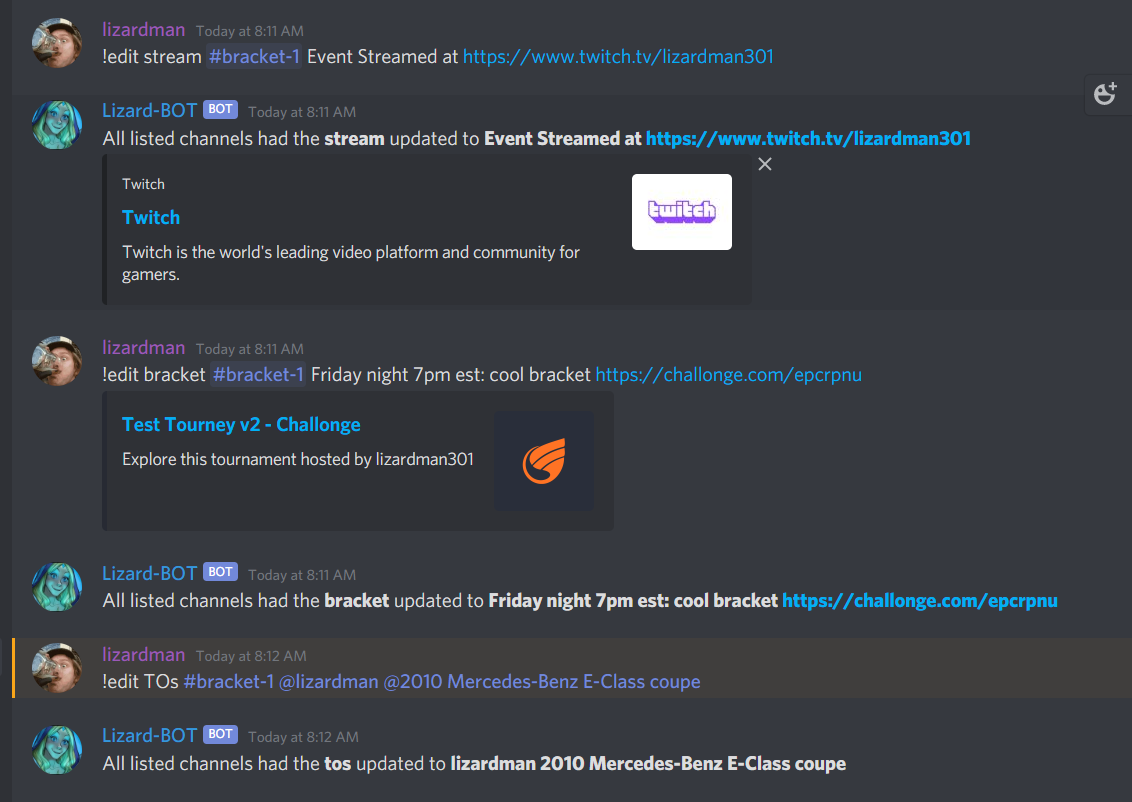 lizardman Today at 8:11 AM
!edit stream #bracket-1 Event Streamed at https://www.twitch.tv/lizardman301
Lizard-BOT BOT Today at 8:11 AM
All listed channels had the stream updated to Event Streamed at https://www.twitch.tv/lizardman301
Twitch
Twitch
twitch
Twitch is the world's leading video platform and community for
gamers.
lizardman Today at 8:11 AM
!edit bracket #bracket-1 Friday night 7pm est: cool bracket https://challonge.com/epcrpnu
Test Tourney v2 - Challonge
Explore this tournament hosted by lizardman301
Lizard-BOT BOT Today at 8:11 AM
All listed channels had the bracket updated to Friday night 7pm est: cool bracket https://challonge.com/epcrpnu
lizardman Today at 8:12 AM
!edit TOs #bracket-1 @lizardman @2010 Mercedes-Benz E-Class coupe
Lizard-BOT BOT Today at 8:12 AM
All listed channels had the tos updated to lizardman 2010 Mercedes-Benz E-Class coupe